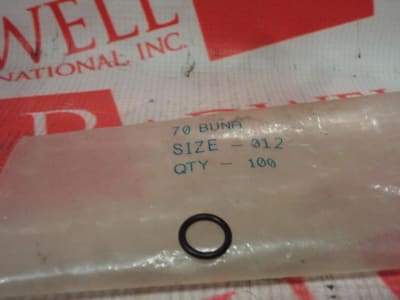 WELL
NATIONAL INC.
70 BUNA
SIZE - 012
QTY - 100